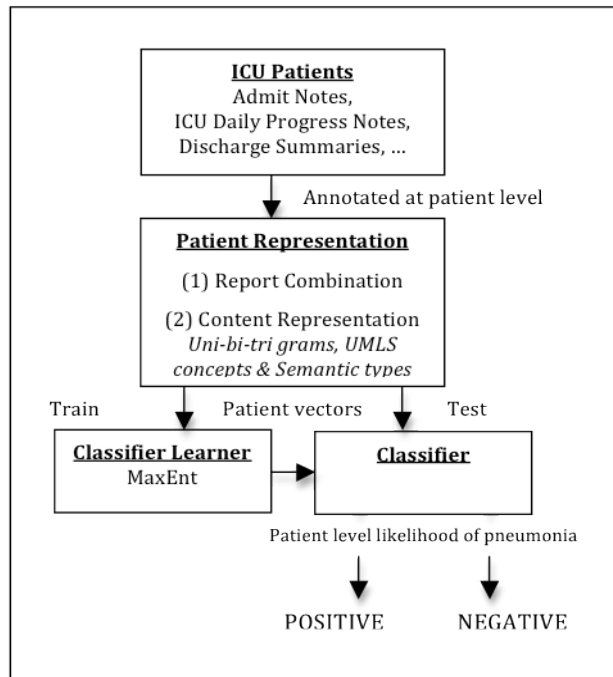 ICU Patients
Admit Notes,
ICU Daily Progress Notes,
Discharge Summaries, ...
Annotated at patient level
Patient Representation
(1) Report Combination
(2) Content Representation
Uni-bi-tri grams, UMLS
concepts & Semantic types
Train Patient vectors Test
Classifier Learner
MaxEnt
Classifier
Patient level likelihood of pneumonia
POSITIVE NEGATIVE